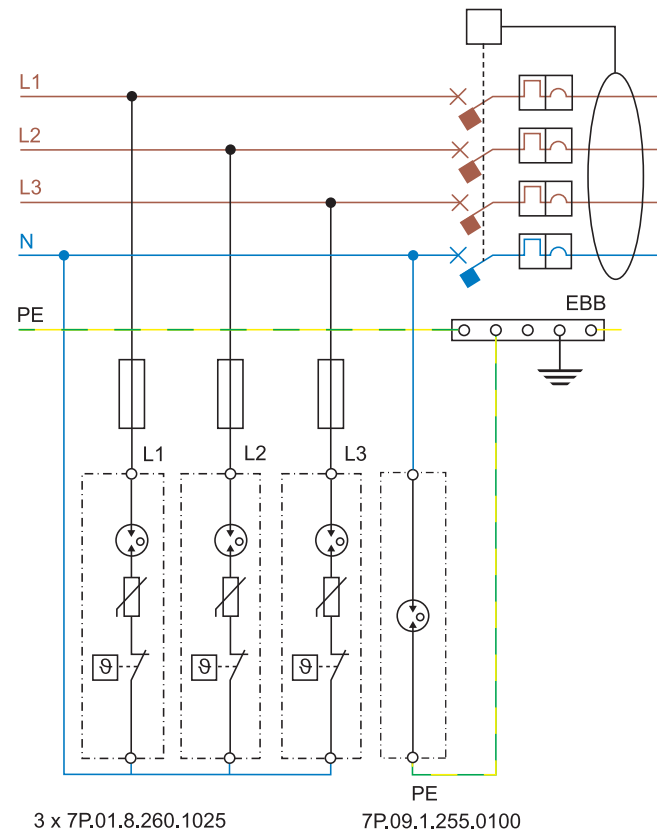 L1
L2
L3
N
PE
EBB
L1
L2
L3
ϑ
ϑ
ϑ
PE
3 x 7P.01.8.260.1025
7P.09.1.255.0100